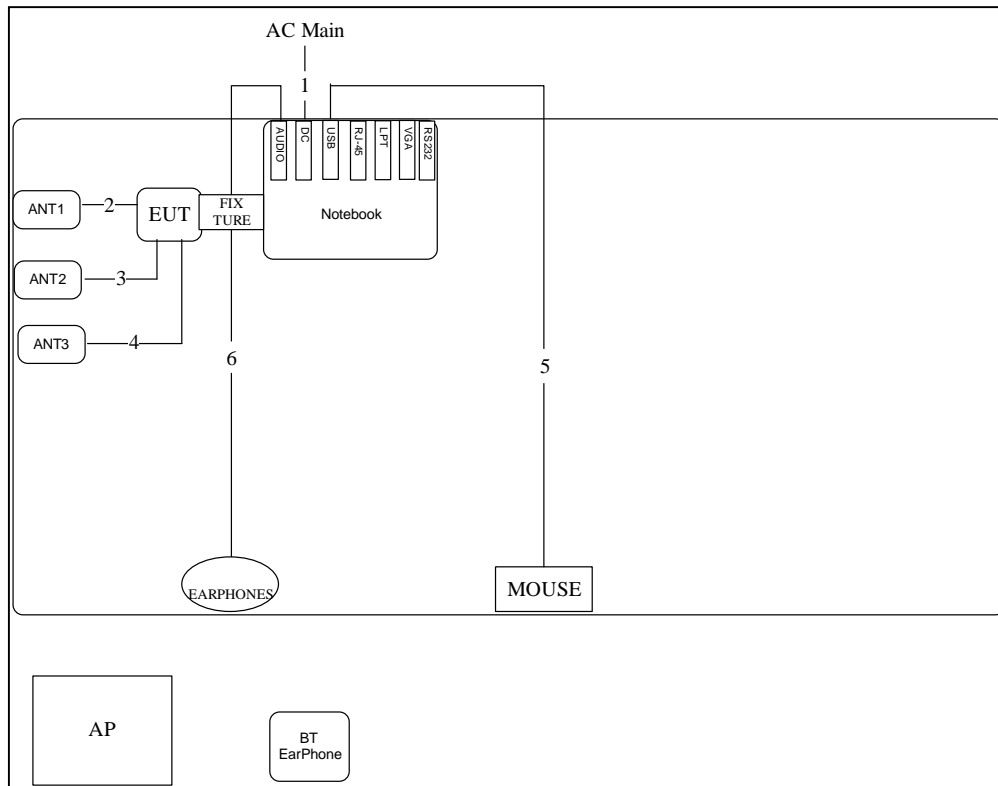 AC Main
1
AUDIO
DC
USB
RJ-45
LPT
VGA
RS232
ANT1
2
EUT
FIX
TURE
Notebook
ANT2
3
ANT3
4
6
5
EARPHONES
MOUSE
AP
BT
EarPhone